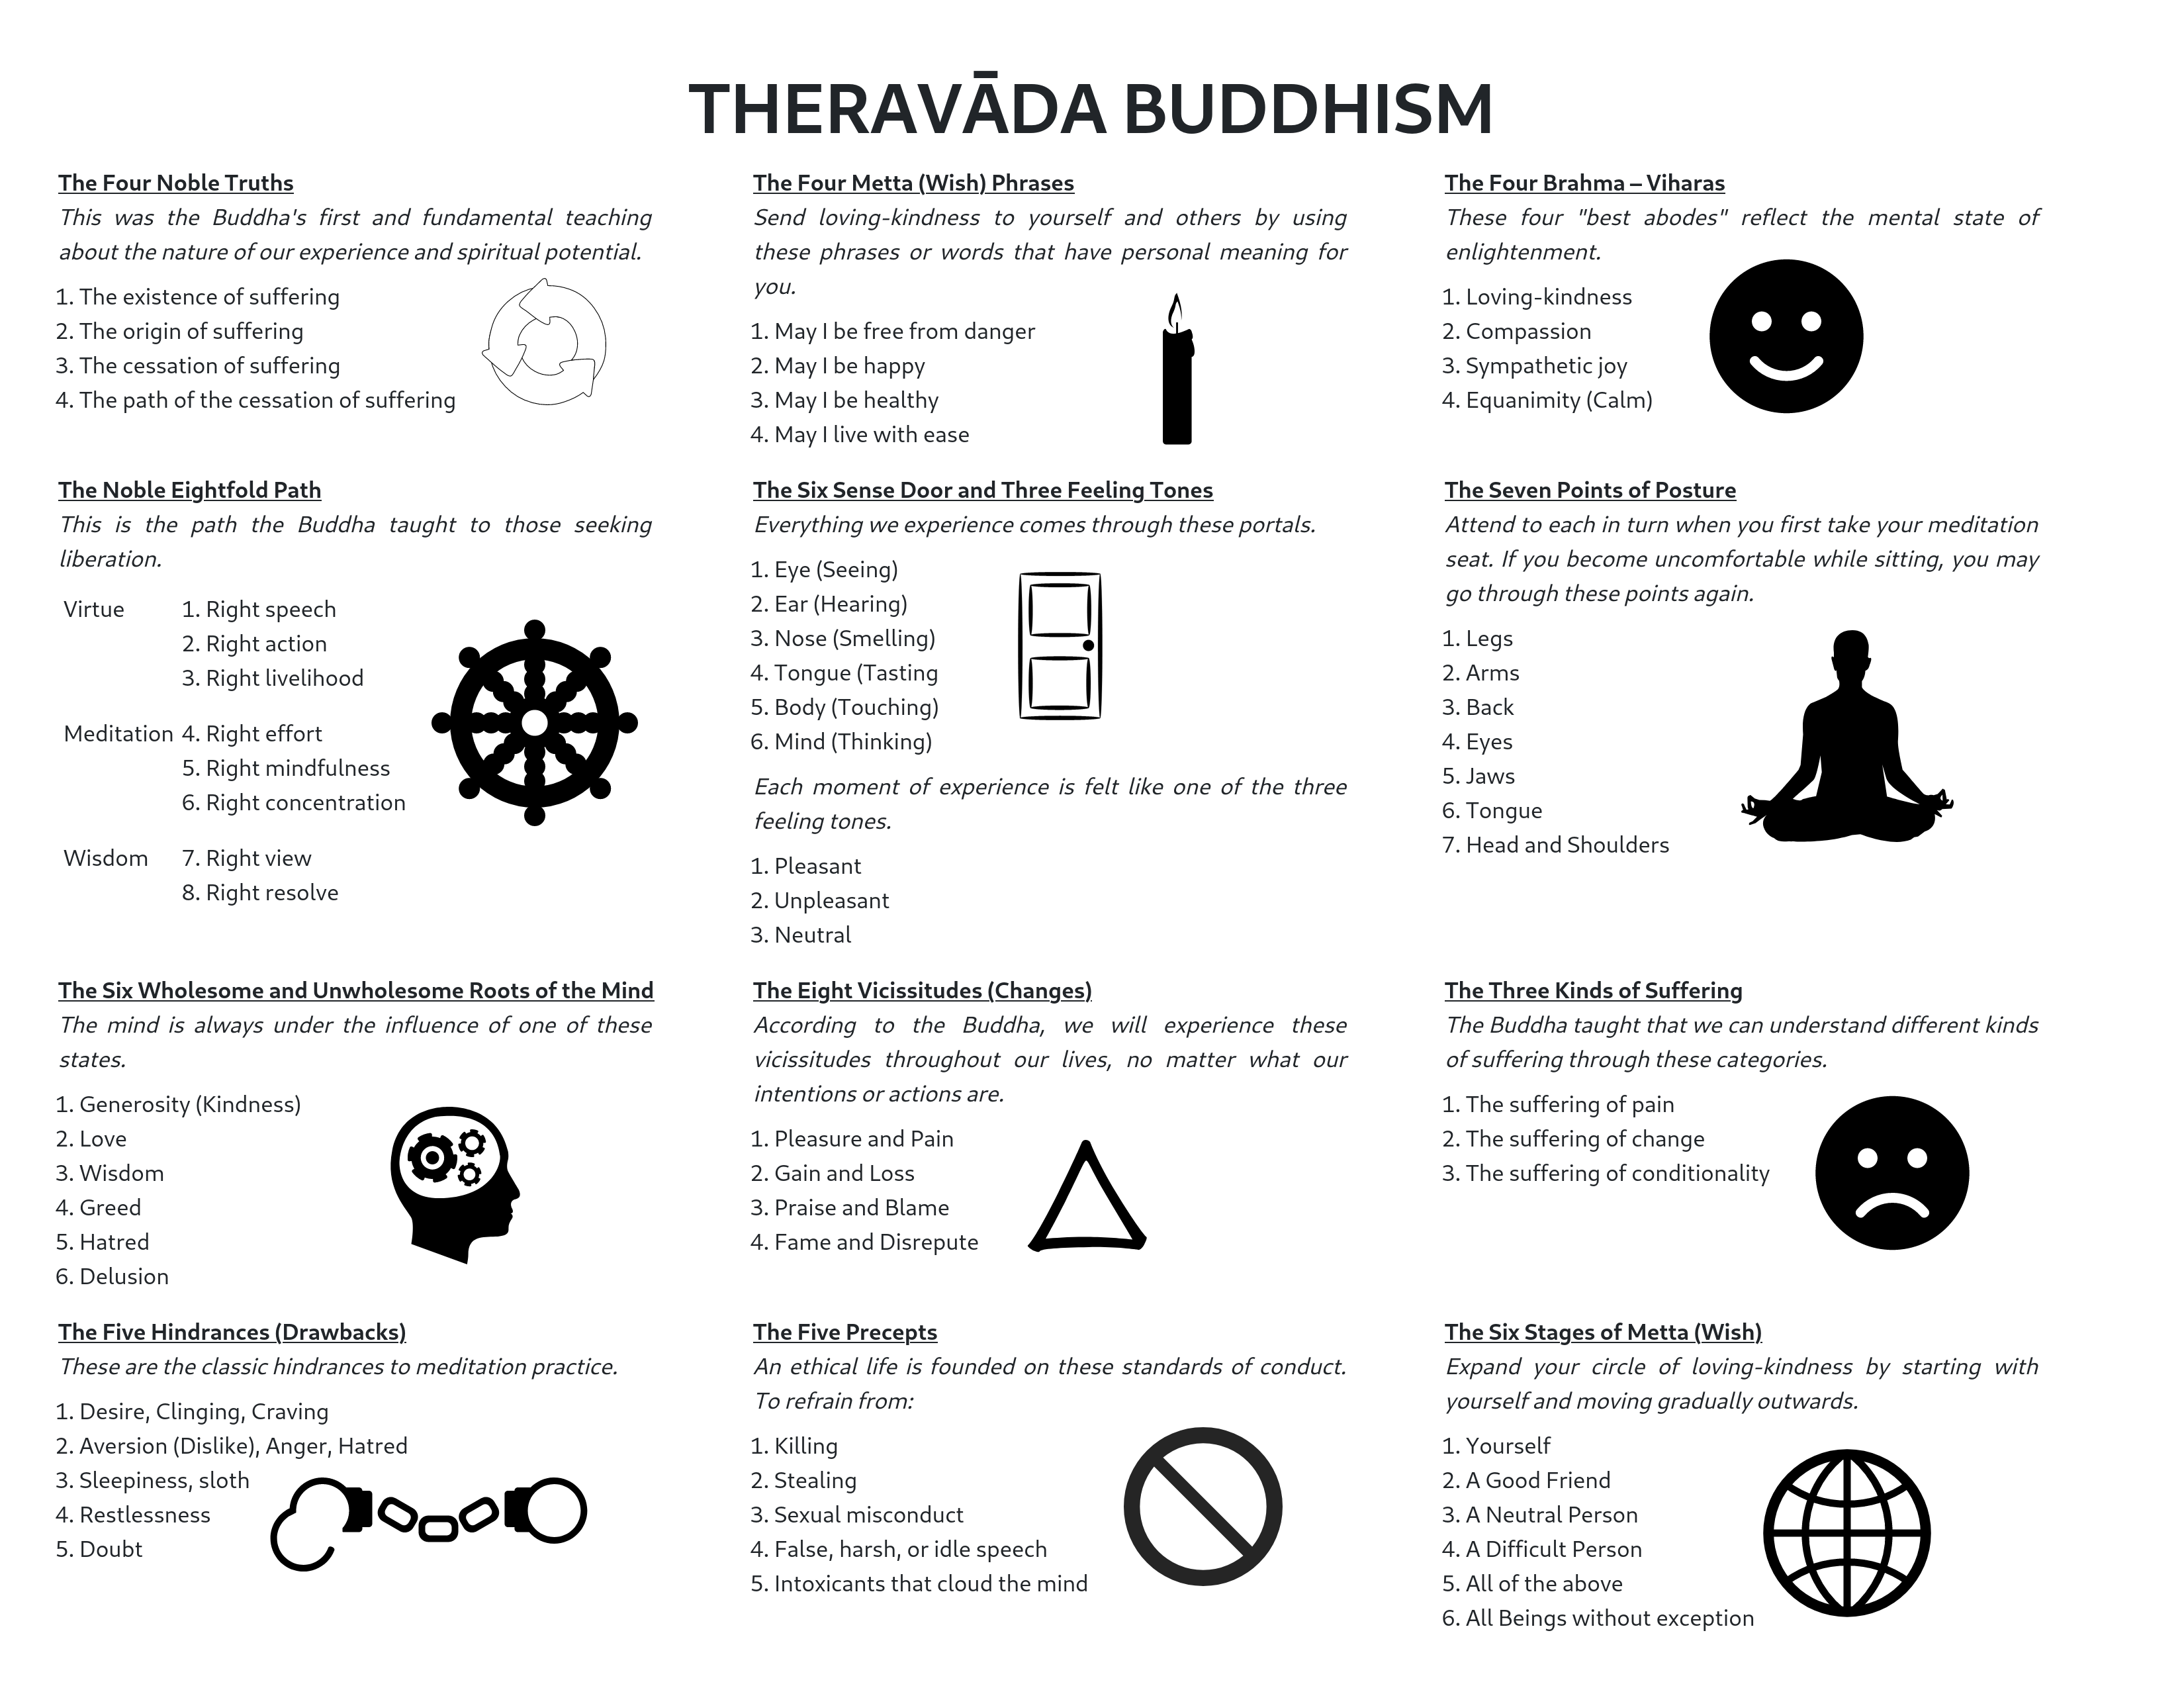 THERAVĀDA BUDDHISM
The Four Noble Truths
This was the Buddha's first and fundamental teaching
about the nature of our experience and spiritual potential.
1. The existence of suffering
2. The origin of suffering
3. The cessation of suffering
4. The path of the cessation of suffering
The Four Metta (Wish) Phrases
Send loving-kindness to yourself and others by using
these phrases or words that have personal meaning for
you.
1. May I be free from danger
2. May I be happy
3. May I be healthy
4. May I live with ease
The Four Brahma – Viharas
These four "best abodes" reflect the mental state of
enlightenment.
1. Loving-kindness
2. Compassion
3. Sympathetic joy
4. Equanimity (Calm)
The Noble Eightfold Path
This is the path the Buddha taught to those seeking
liberation.
Virtue 1. Right speech
2. Right action
3. Right livelihood
Meditation 4. Right effort
5. Right mindfulness
6. Right concentration
Wisdom 7. Right view
8. Right resolve
The Six Sense Door and Three Feeling Tones
Everything we experience comes through these portals.
1. Eye (Seeing)
2. Ear (Hearing)
3. Nose (Smelling)
4. Tongue (Tasting
5. Body (Touching)
6. Mind (Thinking)
Each moment of experience is felt like one of the three
feeling tones.
1. Pleasant
2. Unpleasant
3. Neutral
The Seven Points of Posture
Attend to each in turn when you first take your meditation
seat. If you become uncomfortable while sitting, you may
go through these points again.
1. Legs
2. Arms
3. Back
4. Eyes
5. Jaws
6. Tongue
7. Head and Shoulders
The Six Wholesome and Unwholesome Roots of the Mind
The mind is always under the influence of one of these
states.
1. Generosity (Kindness)
2. Love
3. Wisdom
4. Greed
5. Hatred
6. Delusion
The Eight Vicissitudes (Changes)
According to the Buddha, we will experience these
vicissitudes throughout our lives, no matter what our
intentions or actions are.
1. Pleasure and Pain
2. Gain and Loss
3. Praise and Blame
4. Fame and Disrepute
The Three Kinds of Suffering
The Buddha taught that we can understand different kinds
of suffering through these categories.
1. The suffering of pain
2. The suffering of change
3. The suffering of conditionality
The Five Hindrances (Drawbacks)
These are the classic hindrances to meditation practice.
1. Desire, Clinging, Craving
2. Aversion (Dislike), Anger, Hatred
3. Sleepiness, sloth
4. Restlessness
5. Doubt
The Five Precepts
An ethical life is founded on these standards of conduct.
To refrain from:
1. Killing
2. Stealing
3. Sexual misconduct
4. False, harsh, or idle speech
5. Intoxicants that cloud the mind
The Six Stages of Metta (Wish)
Expand your circle of loving-kindness by starting with
yourself and moving gradually outwards.
1. Yourself
2. A Good Friend
3. A Neutral Person
4. A Difficult Person
5. All of the above
6. All Beings without exception